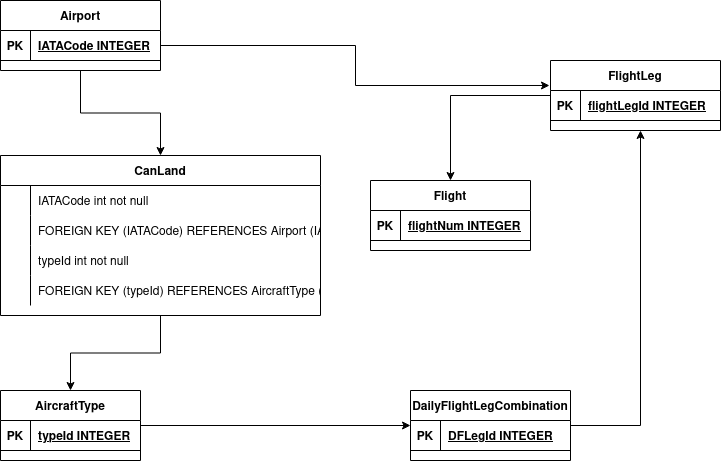 Airport
PK IATACode INTEGER
FlightLeg
PK flightLegId INTEGER
CanLand
IATACode int not null
FOREIGN KEY (IATACode) REFERENCES Airport (IA
typeId int not null
FOREIGN KEY (typeId) REFERENCES AircraftType (
Flight
PK flightNum INTEGER
AircraftType
PK typeId INTEGER
DailyFlightLegCombination
PK DFLegId INTEGER